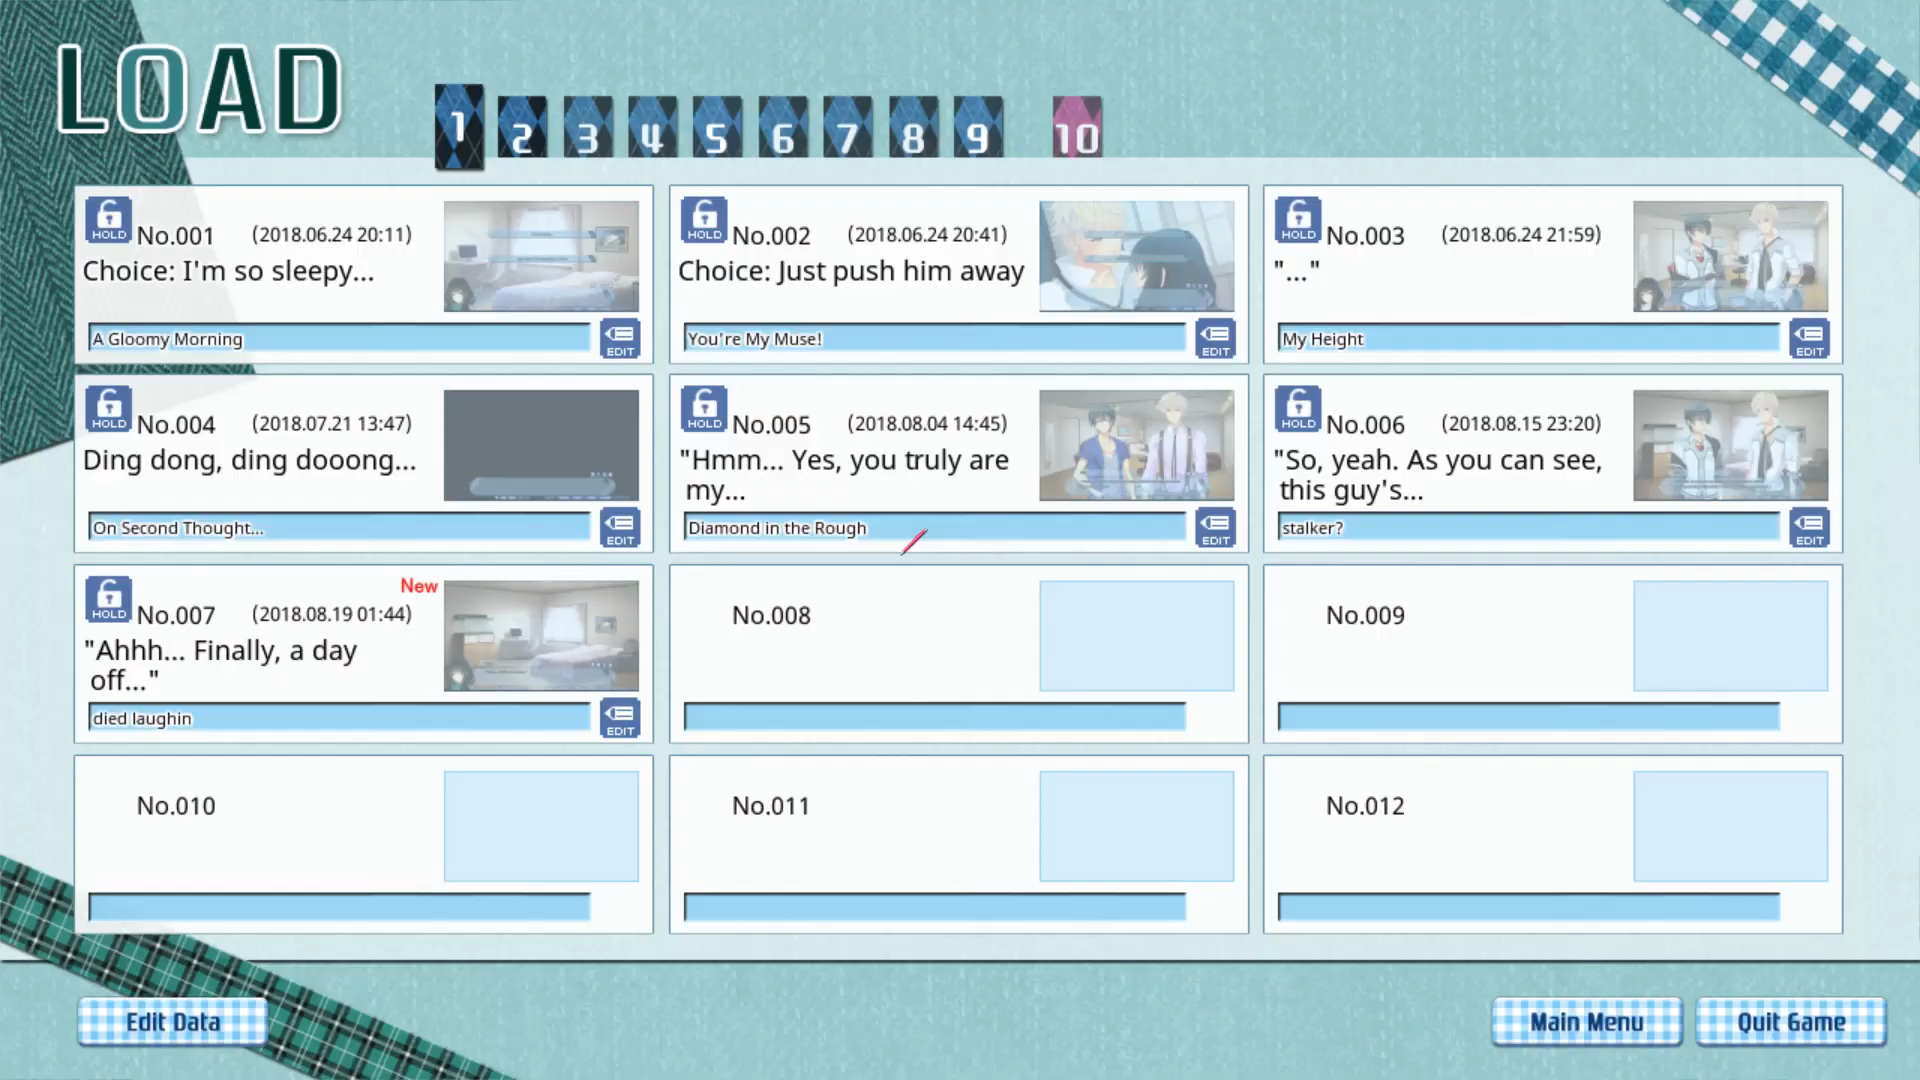 LOAD
1 2 3 4 5 6 7 8 9 10
HOLD No.001 (2018.06.24 20:11)
Choice: I'm so sleepy...
A Gloomy Morning EDIT
HOLD No.002 (2018.06.24 20:41)
Choice: Just push him away
You're My Muse! EDIT
HOLD No.003 (2018.06.24 21:59)
"..."
My Height EDIT
HOLD No.004 (2018.07.21 13:47)
Ding dong, ding dooong...
On Second Thought... EDIT
HOLD No.005 (2018.08.04 14:45)
"Hmm... Yes, you truly are
my...
Diamond in the Rough EDIT
HOLD No.006 (2018.08.15 23:20)
"So, yeah. As you can see,
this guy's...
stalker? EDIT
New
HOLD No.007 (2018.08.19 01:44)
"Ahhh... Finally, a day
off..."
died laughin EDIT
No.008
No.009
No.010
No.011
No.012
Edit Data
Main Menu
Quit Game